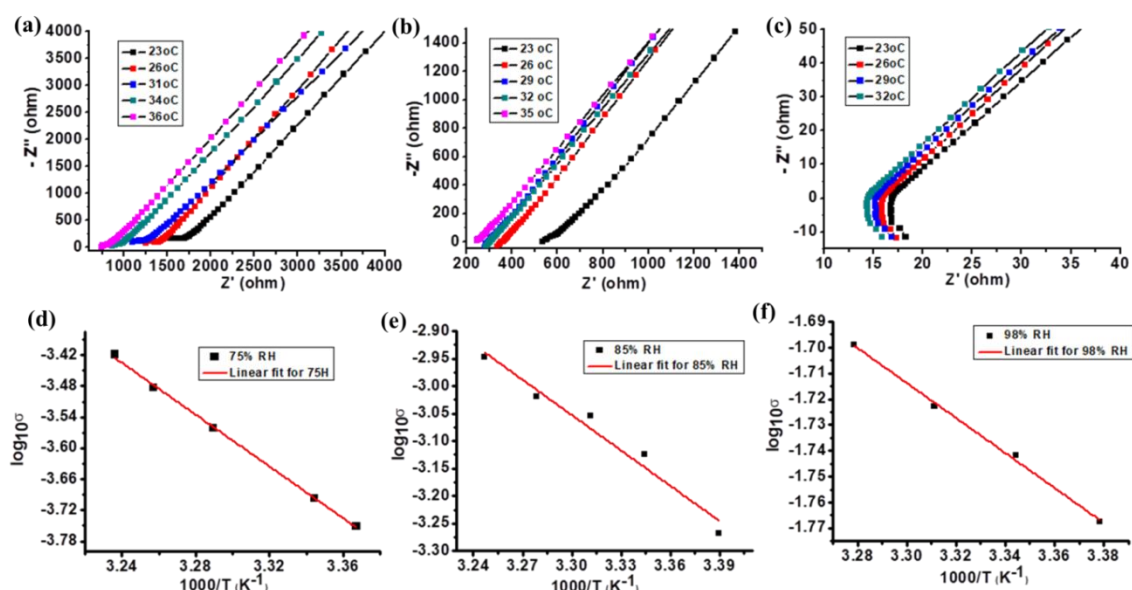 (a)
4000
3500
3000
2500
2000
1500
1000
500
0
- Z'' (ohm)
23oC
26oC
31oC
34oC
36oC
1000 1500 2000 2500 3000 3500 4000
Z' (ohm)
(b)
1400
1200
1000
800
600
400
200
0
-Z'' (ohm)
23 oC
26 oC
29 oC
32 oC
35 oC
200 400 600 800 1000 1200 1400
Z' (ohm)
(c)
50
40
30
20
10
0
-10
- Z'' (ohm)
23oC
26oC
29oC
32oC
10 15 20 25 30 35 40
Z' (ohm)
(d)
-3.42
-3.48
-3.54
-3.60
-3.66
-3.72
-3.78
log10σ
75% RH
Linear fit for 75H
3.24 3.27 3.30 3.33 3.36
1000/T (K-1)
(e)
-2.90
-2.95
-3.00
-3.05
-3.10
-3.15
-3.20
-3.25
-3.30
log10σ
85% RH
Linear fit for 85% RH
3.24 3.27 3.30 3.33 3.36 3.39
1000/T (K-1)
(f)
-1.69
-1.70
-1.71
-1.72
-1.73
-1.74
-1.75
-1.76
-1.77
log10σ
98% RH
Linear fit for 98% RH
3.28 3.30 3.32 3.34 3.36 3.38
1000/T (K-1)